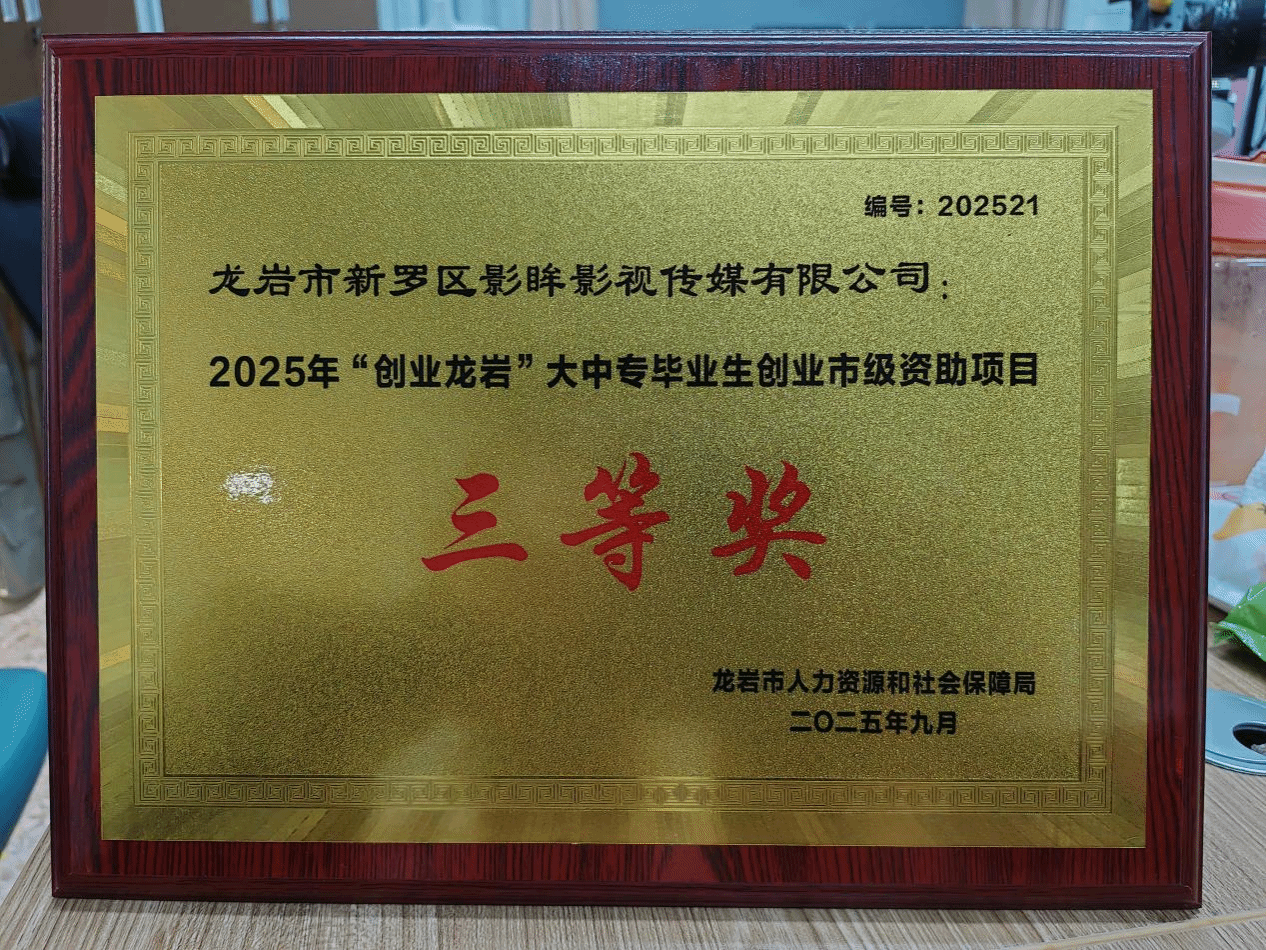 编号：202521
龙岩市新罗区影眸影视传媒有限公司：
2025年“创业龙岩”大中专毕业生创业市级资助项目
三等奖
龙岩市人力资源和社会保障局
二〇二五年九月